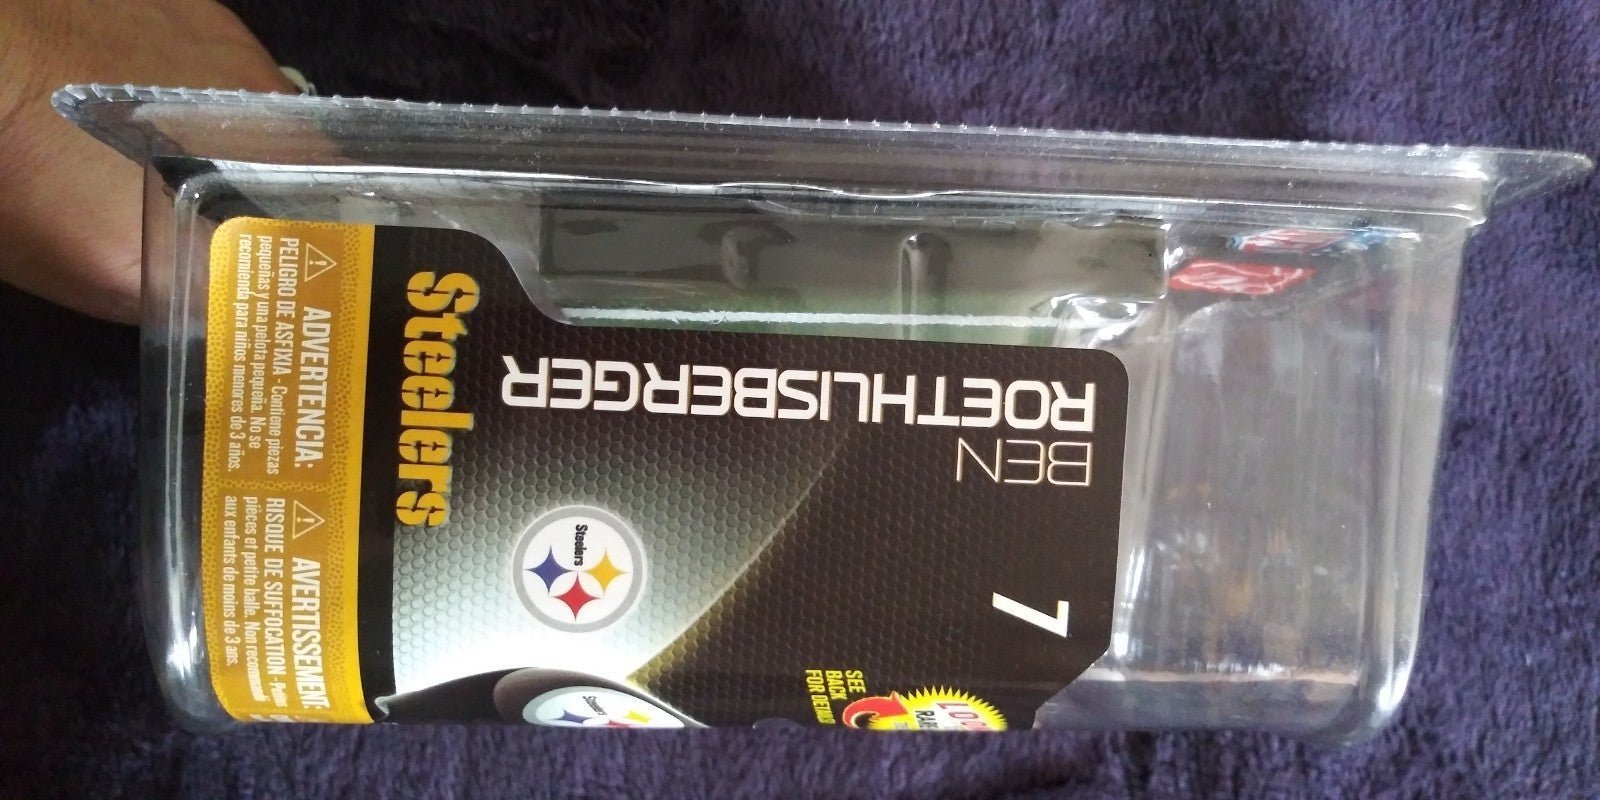 7
BEN
ROETHLISBERGER
Steelers
Steelers
Steelers
SEE
BACK
FOR DETAILS
ADVERTENCIA:
PELIGRO DE ASFIXIA - Contiene piezas
pequeñas y una pelota pequeña. No se
recomienda para niños menores de 3 años.
AVERTISSEMENT:
RISQUE DE SUFFOCATION - Petites
pièces et petite balle. Non recommandé
aux enfants de moins de 3 ans.